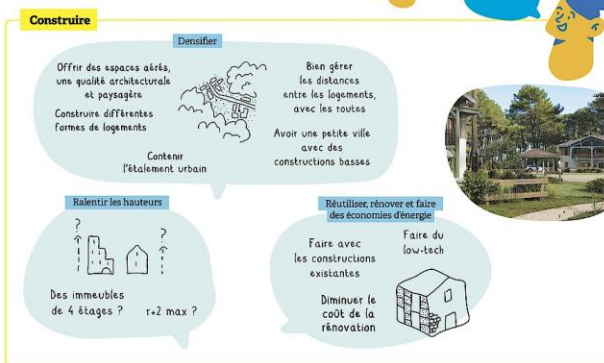 Construire
Densifier
Offrir des espaces aérés,
une qualité architecturale
et paysagère
Construire différentes
formes de logements
Contenir
l'étalement urbain
Bien gérer
les distances
entre les logements,
avec les routes
Avoir une petite ville
avec des
constructions basses
Ralentir les hauteurs
?
?
Des immeubles
de 4 étages ?
r+2 max ?
Réutiliser, rénover et faire
des économies d'énergie
Faire avec
les constructions
existantes
Faire du
low-tech
Diminuer le
coût de la
rénovation